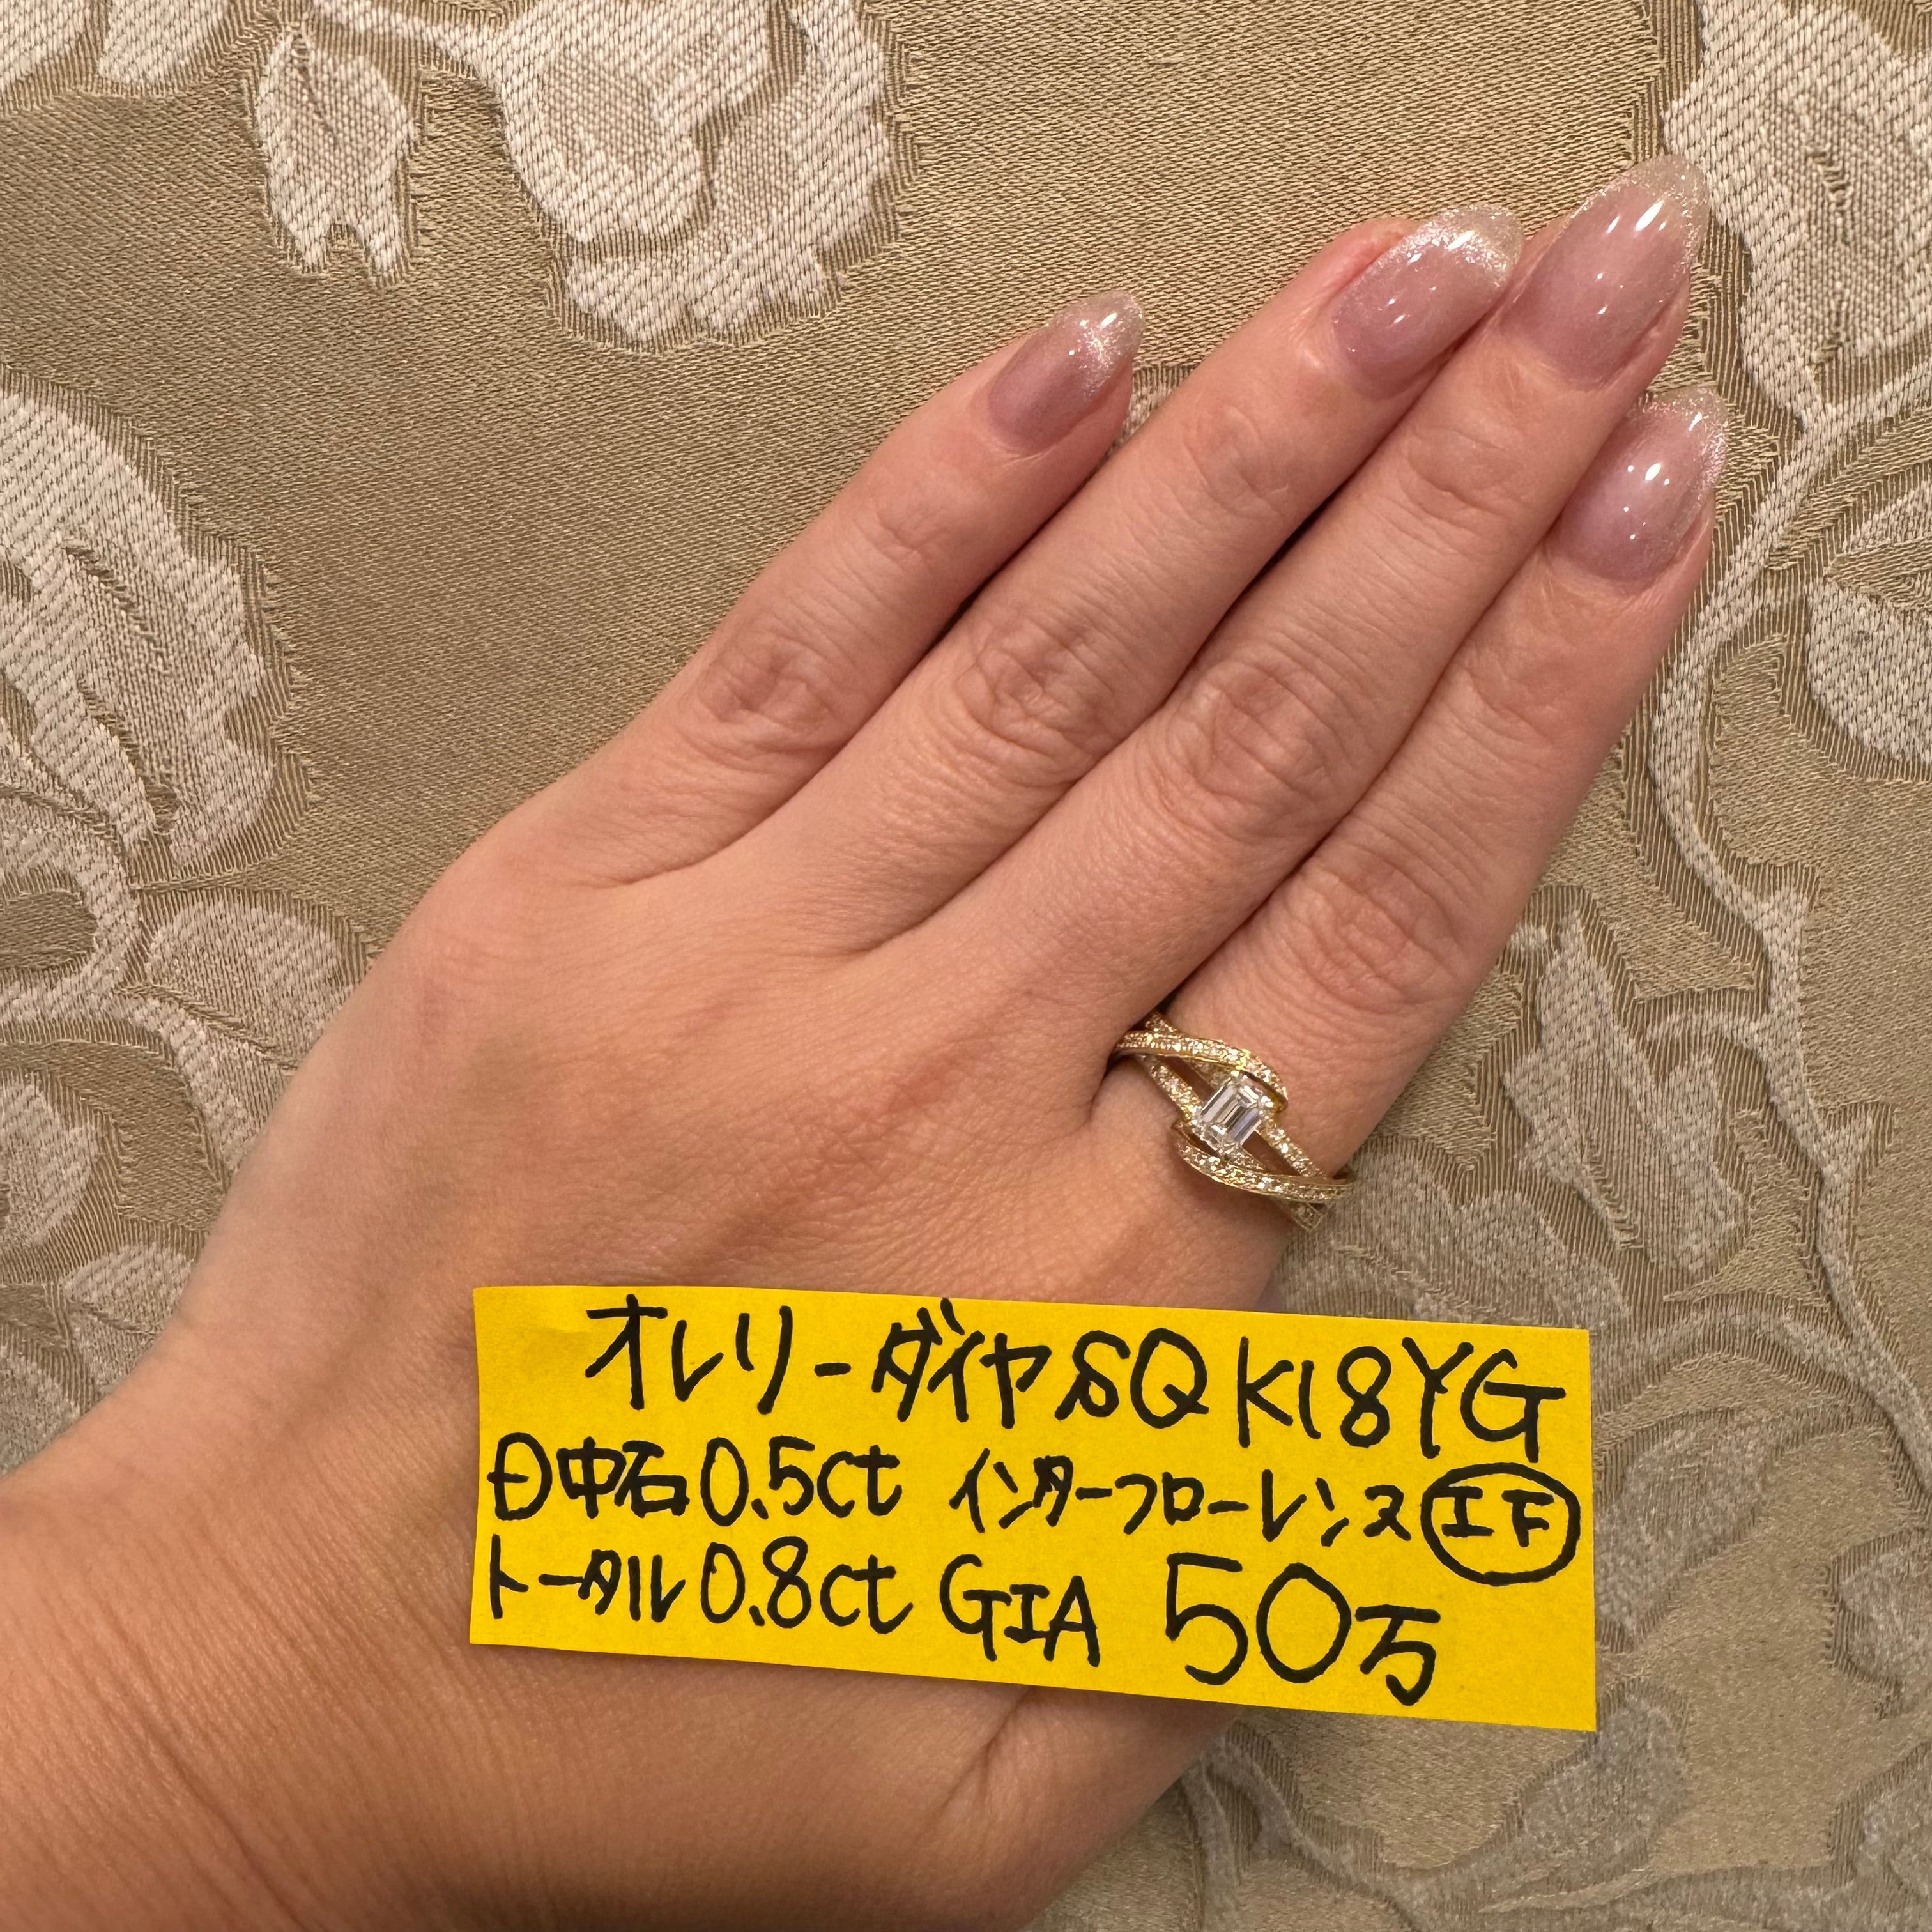 オレリーダイヤSQ K18YG
D中石0.5ct インターフローレンス IF
トータル0.8ct GIA 50万